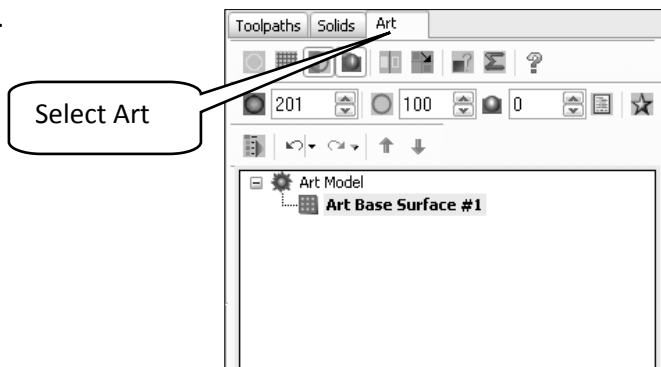 Toolpaths Solids Art
Select Art
201 100 0
Art Model
Art Base Surface #1